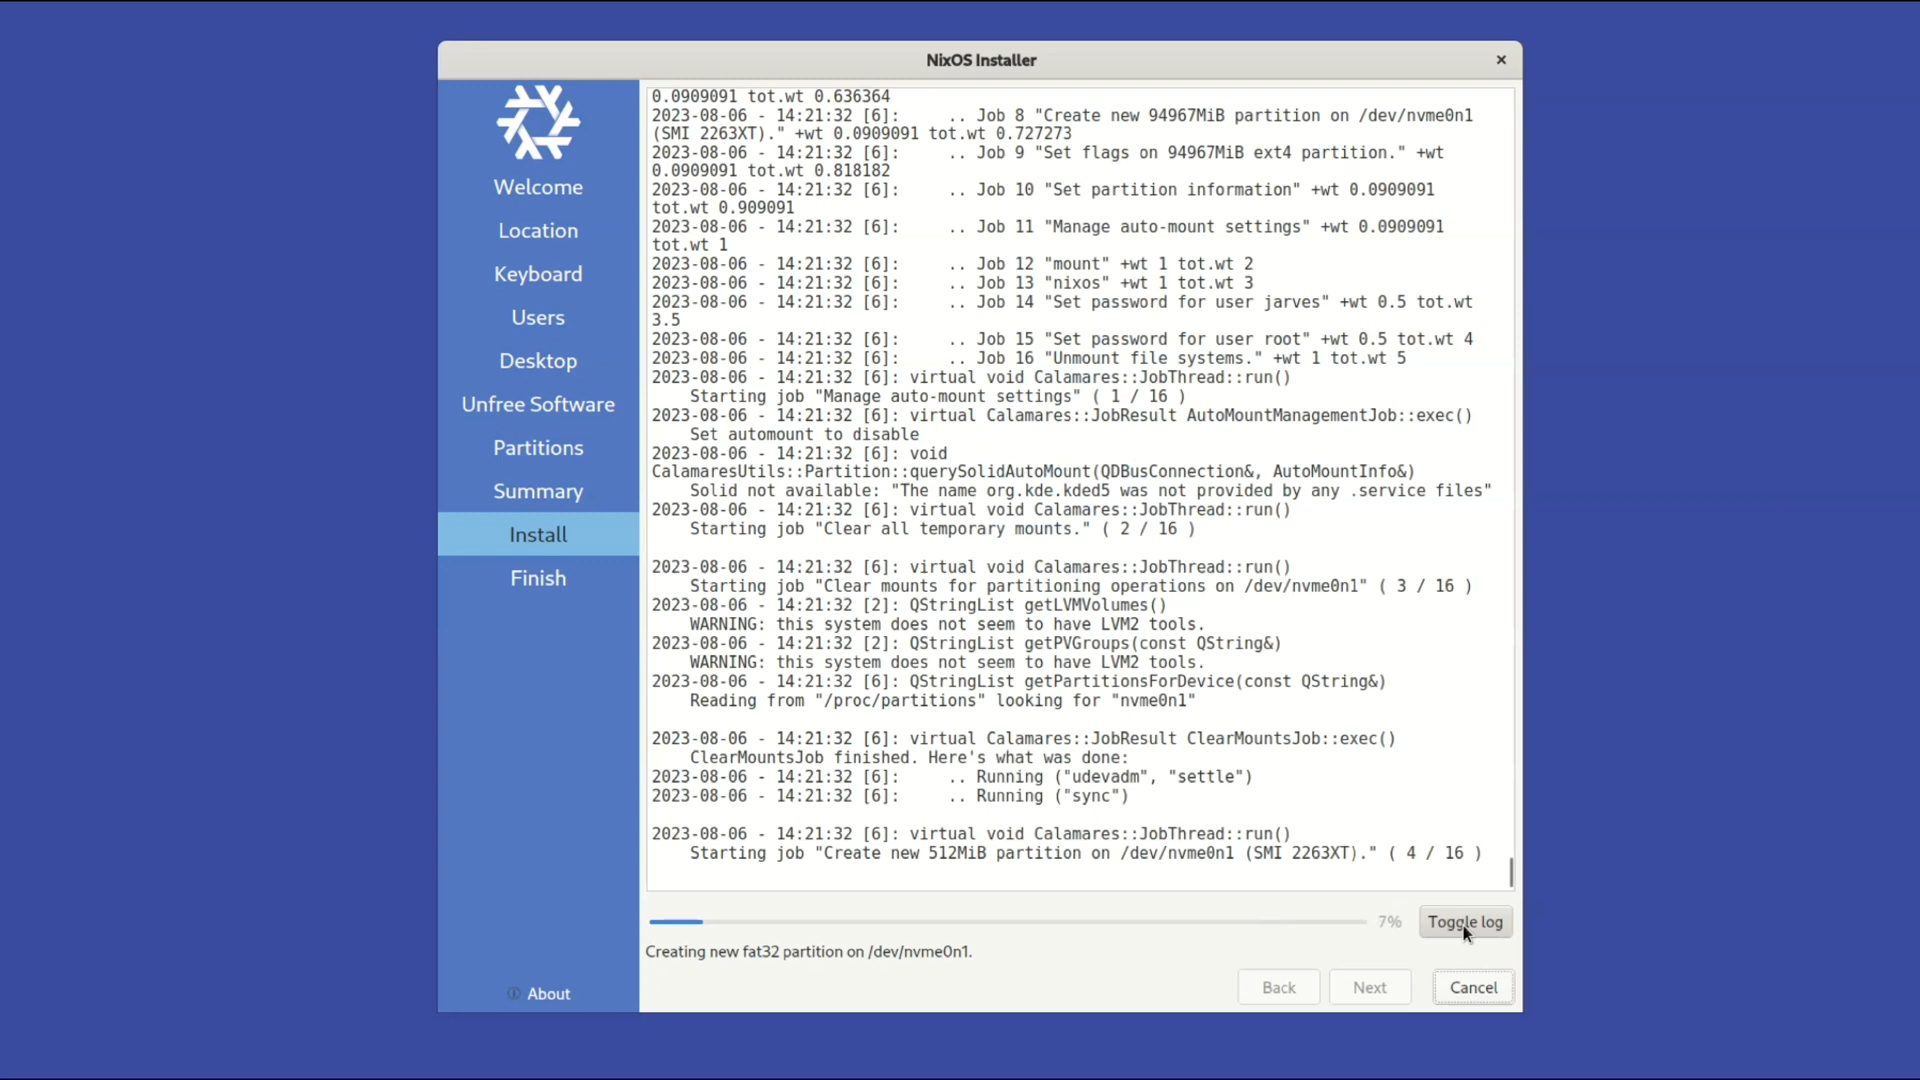 NixOS Installer
×
Welcome
Location
Keyboard
Users
Desktop
Unfree Software
Partitions
Summary
Install
Finish
About
0.0909091 tot.wt 0.636364
2023-08-06 - 14:21:32 [6]:     .. Job 8 "Create new 94967MiB partition on /dev/nvme0n1
(SMI 2263XT)." +wt 0.0909091 tot.wt 0.727273
2023-08-06 - 14:21:32 [6]:     .. Job 9 "Set flags on 94967MiB ext4 partition." +wt
0.0909091 tot.wt 0.818182
2023-08-06 - 14:21:32 [6]:     .. Job 10 "Set partition information" +wt 0.0909091
tot.wt 0.909091
2023-08-06 - 14:21:32 [6]:     .. Job 11 "Manage auto-mount settings" +wt 0.0909091
tot.wt 1
2023-08-06 - 14:21:32 [6]:     .. Job 12 "mount" +wt 1 tot.wt 2
2023-08-06 - 14:21:32 [6]:     .. Job 13 "nixos" +wt 1 tot.wt 3
2023-08-06 - 14:21:32 [6]:     .. Job 14 "Set password for user jarves" +wt 0.5 tot.wt
3.5
2023-08-06 - 14:21:32 [6]:     .. Job 15 "Set password for user root" +wt 0.5 tot.wt 4
2023-08-06 - 14:21:32 [6]:     .. Job 16 "Unmount file systems." +wt 1 tot.wt 5
2023-08-06 - 14:21:32 [6]: virtual void Calamares::JobThread::run()
    Starting job "Manage auto-mount settings" ( 1 / 16 )
2023-08-06 - 14:21:32 [6]: virtual Calamares::JobResult AutoMountManagementJob::exec()
    Set automount to disable
2023-08-06 - 14:21:32 [6]: void
CalamaresUtils::Partition::querySolidAutoMount(QDBusConnection&, AutoMountInfo&)
    Solid not available: "The name org.kde.kded5 was not provided by any .service files"
2023-08-06 - 14:21:32 [6]: virtual void Calamares::JobThread::run()
    Starting job "Clear all temporary mounts." ( 2 / 16 )
2023-08-06 - 14:21:32 [6]: virtual void Calamares::JobThread::run()
    Starting job "Clear mounts for partitioning operations on /dev/nvme0n1" ( 3 / 16 )
2023-08-06 - 14:21:32 [2]: QStringList getLVMVolumes()
    WARNING: this system does not seem to have LVM2 tools.
2023-08-06 - 14:21:32 [2]: QStringList getPVGroups(const QString&)
    WARNING: this system does not seem to have LVM2 tools.
2023-08-06 - 14:21:32 [6]: QStringList getPartitionsForDevice(const QString&)
    Reading from "/proc/partitions" looking for "nvme0n1"
2023-08-06 - 14:21:32 [6]: virtual Calamares::JobResult ClearMountsJob::exec()
    ClearMountsJob finished. Here's what was done:
2023-08-06 - 14:21:32 [6]:     .. Running ("udevadm", "settle")
2023-08-06 - 14:21:32 [6]:     .. Running ("sync")
2023-08-06 - 14:21:32 [6]: virtual void Calamares::JobThread::run()
    Starting job "Create new 512MiB partition on /dev/nvme0n1 (SMI 2263XT)." ( 4 / 16 )
7%
Toggle log
Creating new fat32 partition on /dev/nvme0n1.
Back
Next
Cancel